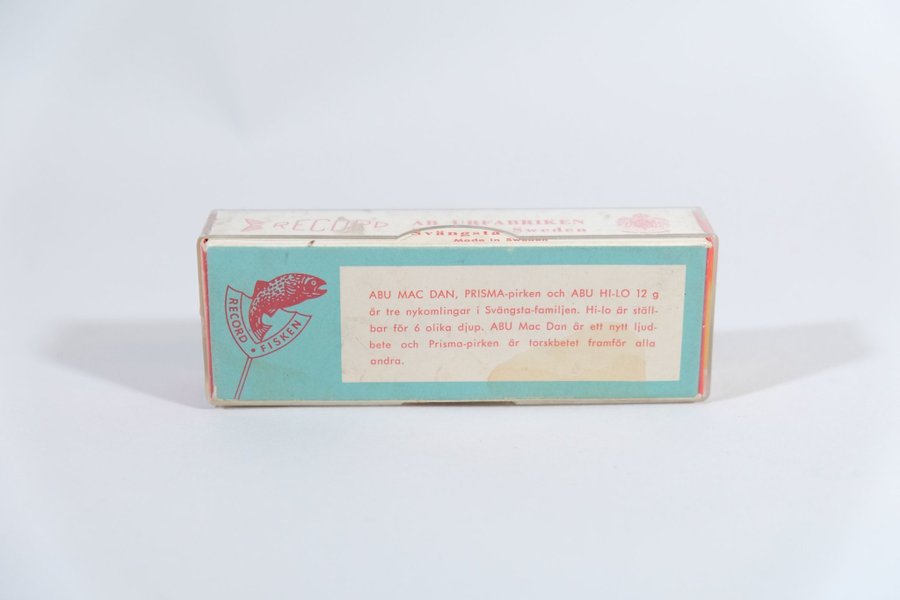 RECORD AB URFABRIKEN
Svängsta Sweden
Made in Sweden
RECORD • FISKEN
ABU MAC DAN, PRISMA-pirken och ABU HI-LO 12 g
är tre nykomlingar i Svängsta-familjen. Hi-lo är ställ-
bar för 6 olika djup. ABU Mac Dan är ett nytt ljud-
bete och Prisma-pirken är torskbetet framför alla
andra.